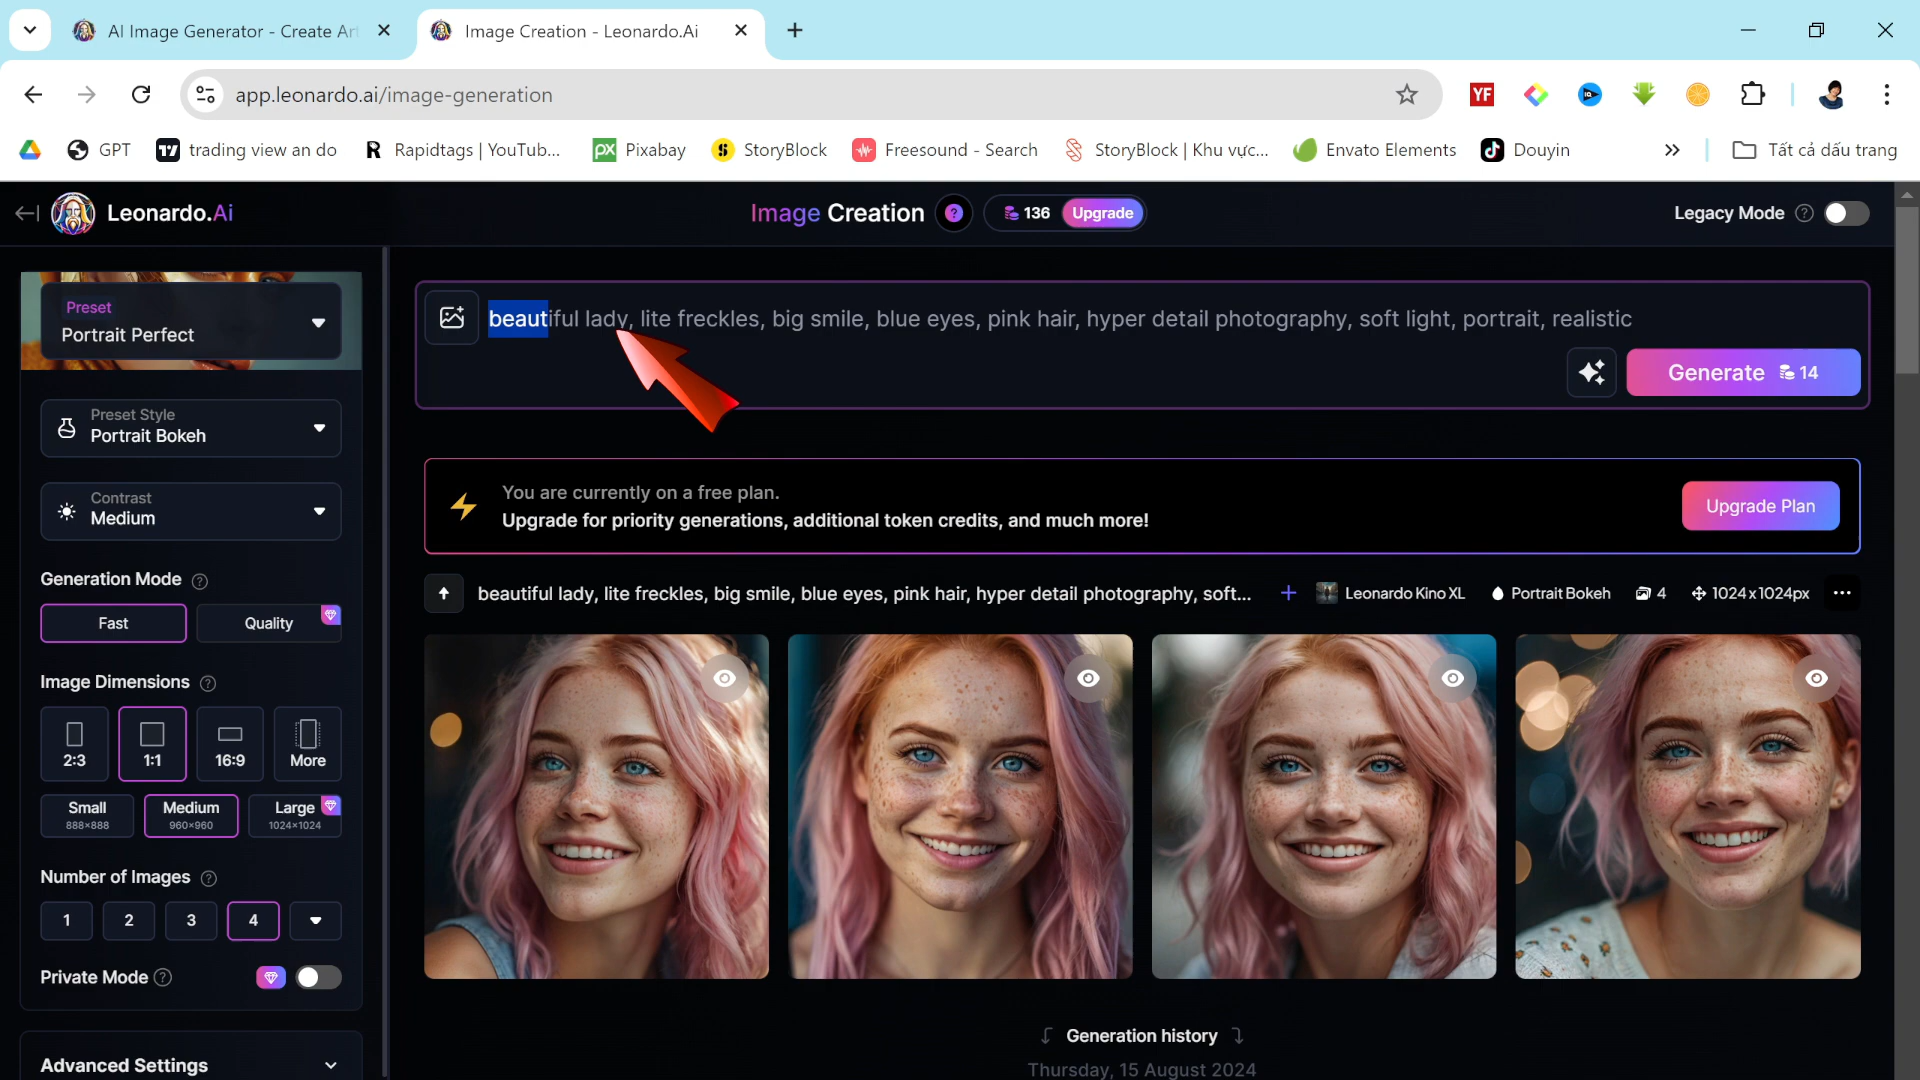 AI Image Generator - Create Art
Image Creation - Leonardo.Ai
app.leonardo.ai/image-generation
YF
GPT
trading view an do
R Rapidtags | YouTub...
px Pixabay
StoryBlock
Freesound - Search
StoryBlock | Khu vực...
Envato Elements
Douyin
Tất cả dấu trang
Leonardo.Ai
Image Creation ?
136 Upgrade
Legacy Mode ?
Preset
Portrait Perfect
beautiful lady, lite freckles, big smile, blue eyes, pink hair, hyper detail photography, soft light, portrait, realistic
Generate 14
Preset Style
Portrait Bokeh
Contrast
Medium
You are currently on a free plan.
Upgrade for priority generations, additional token credits, and much more!
Upgrade Plan
Generation Mode ?
Fast Quality
beautiful lady, lite freckles, big smile, blue eyes, pink hair, hyper detail photography, soft...
Leonardo Kino XL Portrait Bokeh 4 1024x1024px
Image Dimensions ?
2:3 1:1 16:9 More
Small Medium Large
888×888 960×960 1024×1024
Number of Images ?
1 2 3 4
Private Mode ?
Advanced Settings
Generation history
Thursday, 15 August 2024